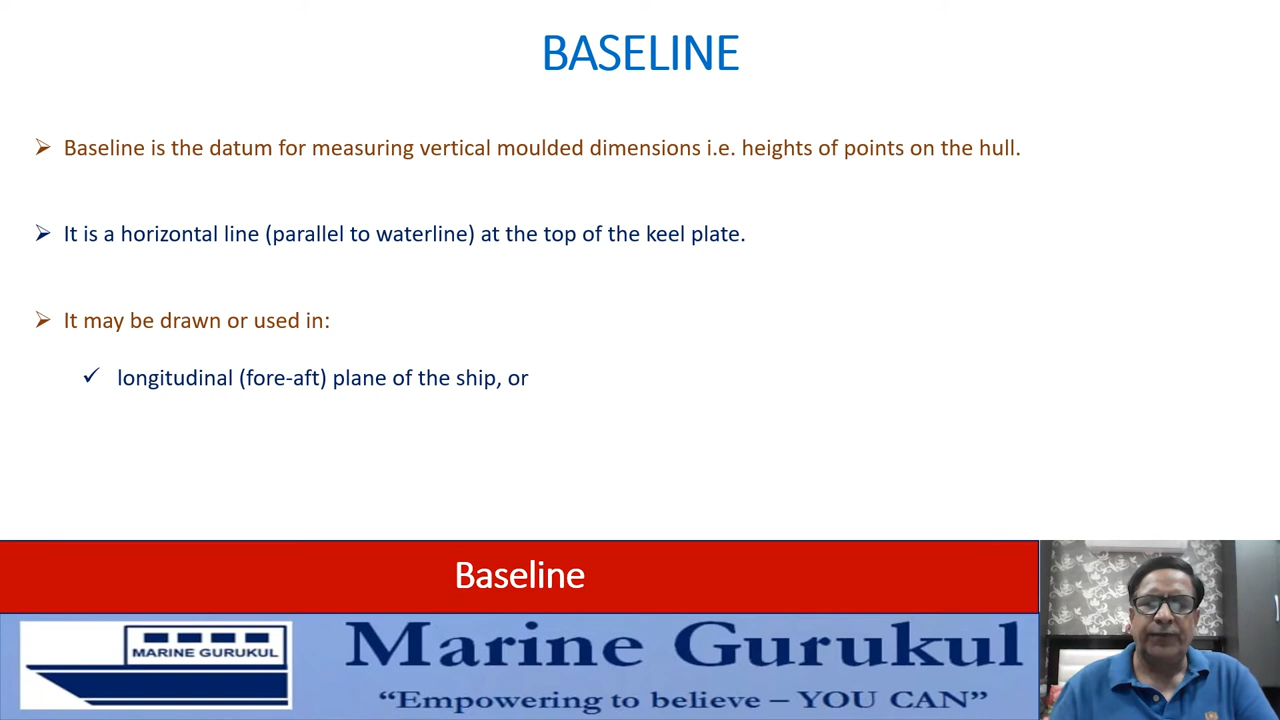 BASELINE
Baseline is the datum for measuring vertical moulded dimensions i.e. heights of points on the hull.
It is a horizontal line (parallel to waterline) at the top of the keel plate.
It may be drawn or used in:
longitudinal (fore-aft) plane of the ship, or
Baseline
MARINE GURUKUL
Marine Gurukul
“Empowering to believe – YOU CAN”